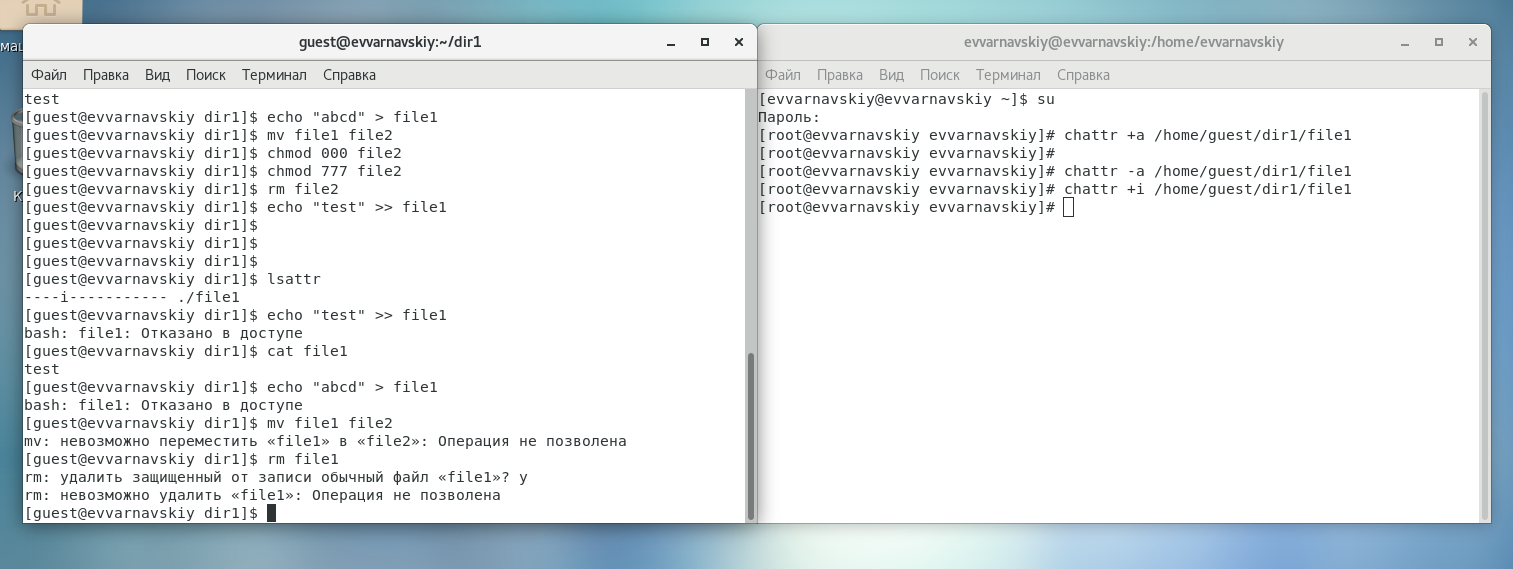 guest@evvarnavskiy:~/dir1
Файл Правка Вид Поиск Терминал Справка
test
[guest@evvarnavskiy dir1]$ echo "abcd" > file1
[guest@evvarnavskiy dir1]$ mv file1 file2
[guest@evvarnavskiy dir1]$ chmod 000 file2
[guest@evvarnavskiy dir1]$ chmod 777 file2
[guest@evvarnavskiy dir1]$ rm file2
[guest@evvarnavskiy dir1]$ echo "test" >> file1
[guest@evvarnavskiy dir1]$
[guest@evvarnavskiy dir1]$
[guest@evvarnavskiy dir1]$
[guest@evvarnavskiy dir1]$ lsattr
----i----------- ./file1
[guest@evvarnavskiy dir1]$ echo "test" >> file1
bash: file1: Отказано в доступе
[guest@evvarnavskiy dir1]$ cat file1
test
[guest@evvarnavskiy dir1]$ echo "abcd" > file1
bash: file1: Отказано в доступе
[guest@evvarnavskiy dir1]$ mv file1 file2
mv: невозможно переместить «file1» в «file2»: Операция не позволена
[guest@evvarnavskiy dir1]$ rm file1
rm: удалить защищенный от записи обычный файл «file1»? y
rm: невозможно удалить «file1»: Операция не позволена
[guest@evvarnavskiy dir1]$
evvarnavskiy@evvarnavskiy:/home/evvarnavskiy
Файл Правка Вид Поиск Терминал Справка
[evvarnavskiy@evvarnavskiy ~]$ su
Пароль:
[root@evvarnavskiy evvarnavskiy]# chattr +a /home/guest/dir1/file1
[root@evvarnavskiy evvarnavskiy]#
[root@evvarnavskiy evvarnavskiy]# chattr -a /home/guest/dir1/file1
[root@evvarnavskiy evvarnavskiy]# chattr +i /home/guest/dir1/file1
[root@evvarnavskiy evvarnavskiy]#